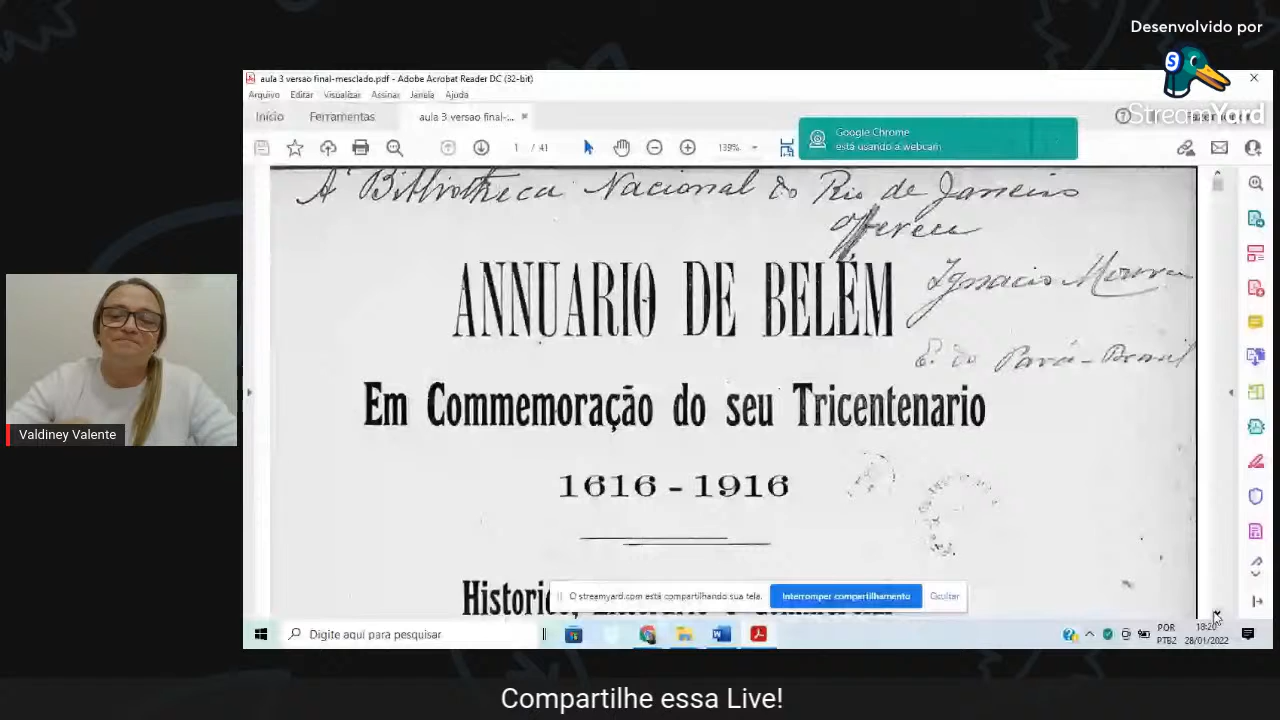 Desenvolvido por
StreamYard
aula 3 versao final-mesclado.pdf - Adobe Acrobat Reader DC (32-bit)
Arquivo Editar Visualizar Assinar Janela Ajuda
Início Ferramentas aula 3 versao final-...
Google Chrome
está usando a webcam
1 / 41
139%
A Bibliotheca Nacional do Rio de Janeiro
Offerece
ANNUARIO DE BELÉM
Ignacio Moura
E. do Pará-Brasil
Em Commemoração do seu Tricentenario
1616 - 1916
Valdiney Valente
O streamyard.com está compartilhando sua tela.
Interromper compartilhamento
Ocultar
Digite aqui para pesquisar
POR
PTB2
18:20
28/01/2022
Compartilhe essa Live!